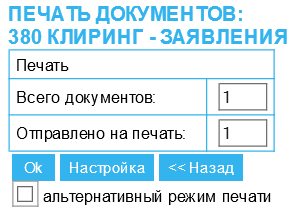 ПЕЧАТЬ ДОКУМЕНТОВ:
380 КЛИРИНГ - ЗАЯВЛЕНИЯ
Печать
Всего документов: 1
Отправлено на печать: 1
Ok Настройка << Назад
альтернативный режим печати